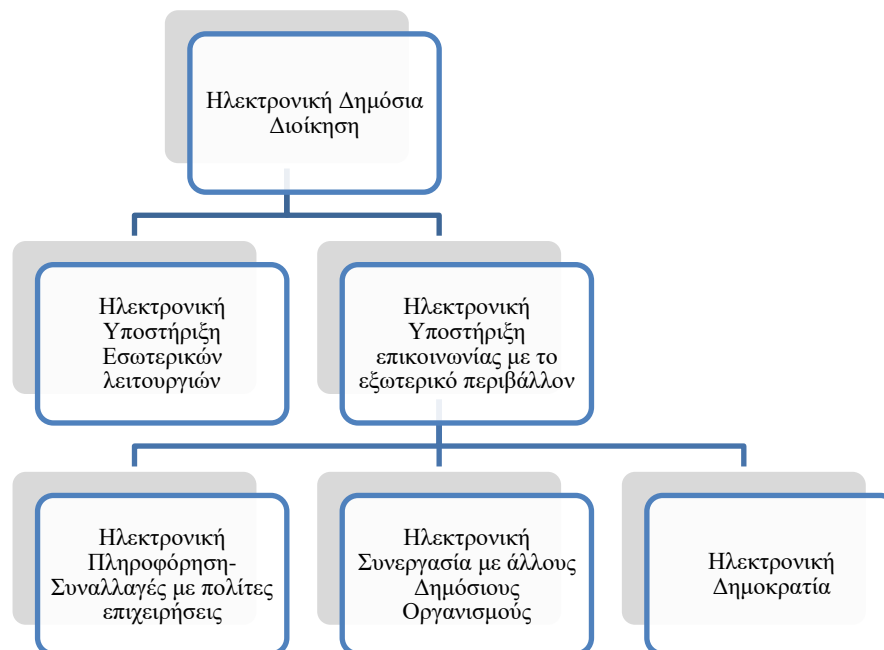 Ηλεκτρονική Δημόσια
Διοίκηση
Ηλεκτρονική
Υποστήριξη
Εσωτερικών
λειτουργιών
Ηλεκτρονική
Υποστήριξη
επικοινωνίας με το
εξωτερικό περιβάλλον
Ηλεκτρονική
Πληροφόρηση-
Συναλλαγές με πολίτες
επιχειρήσεις
Ηλεκτρονική
Συνεργασία με άλλους
Δημόσιους
Οργανισμούς
Ηλεκτρονική
Δημοκρατία